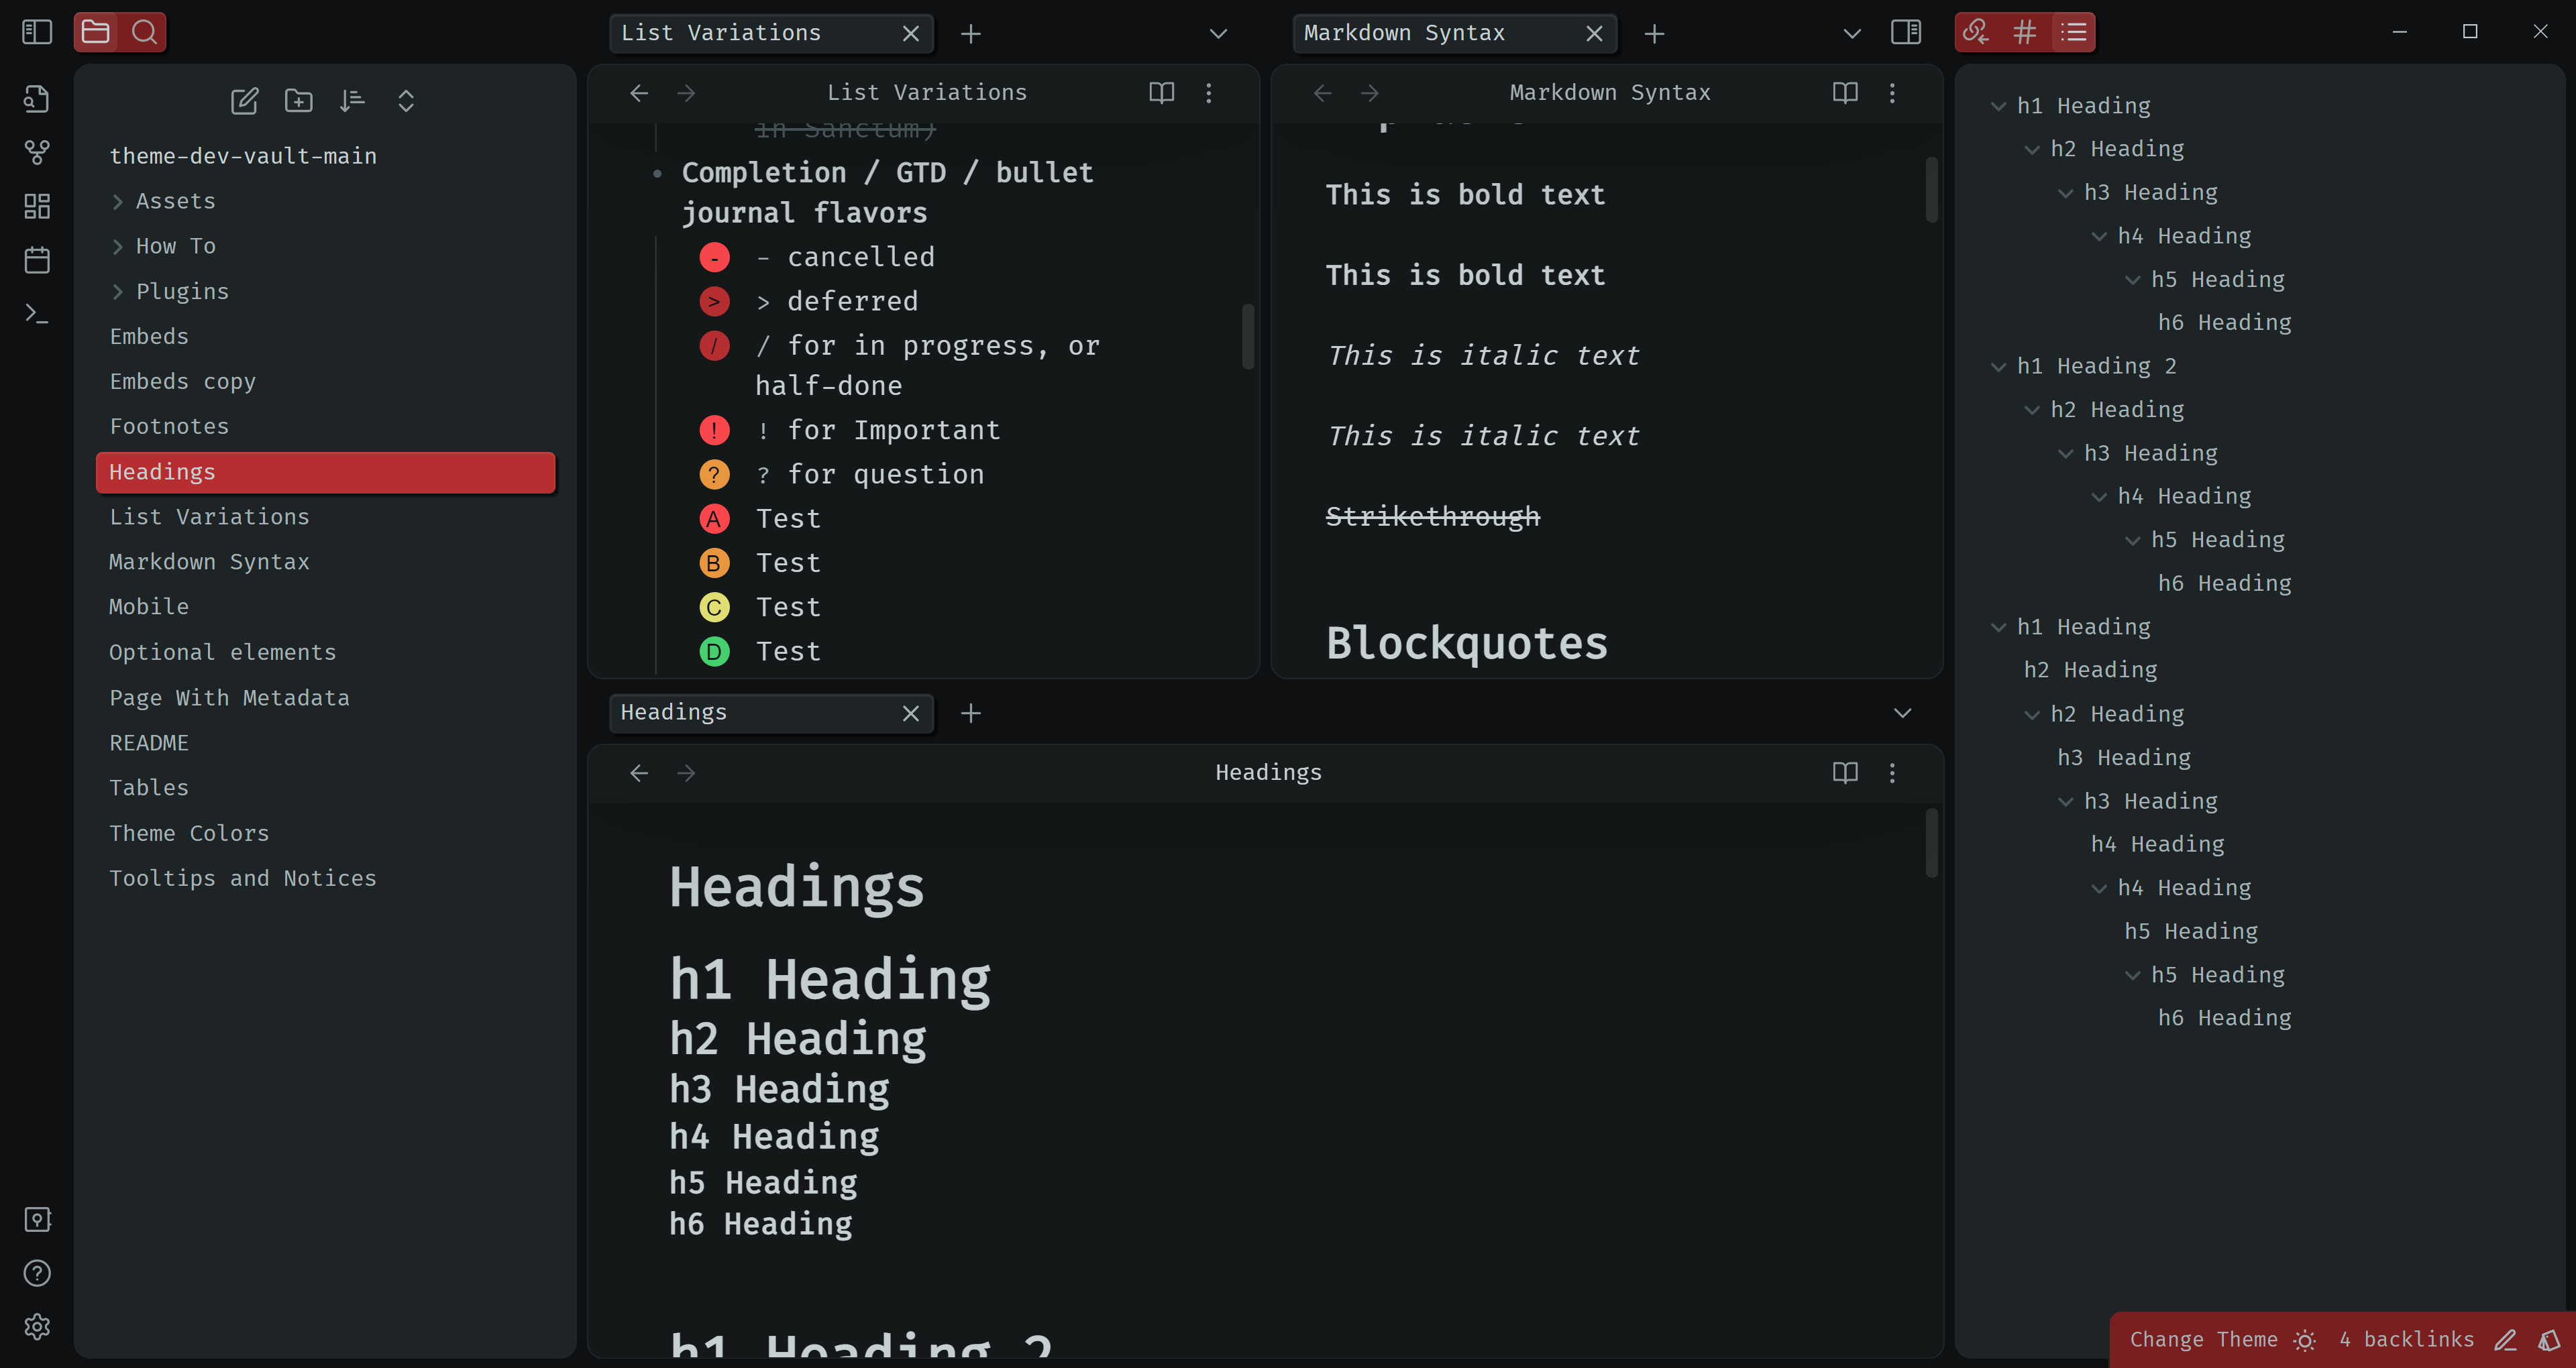 List Variations
Markdown Syntax
theme-dev-vault-main
Assets
How To
Plugins
Embeds
Embeds copy
Footnotes
Headings
List Variations
Markdown Syntax
Mobile
Optional elements
Page With Metadata
README
Tables
Theme Colors
Tooltips and Notices
List Variations
in Sanctum)
Completion / GTD / bullet
journal flavors
- - cancelled
> > deferred
/ / for in progress, or
half-done
! ! for Important
? ? for question
A Test
B Test
C Test
D Test
Markdown Syntax
This is bold text
This is bold text
This is italic text
This is italic text
Strikethrough
Blockquotes
Headings
Headings
Headings
h1 Heading
h2 Heading
h3 Heading
h4 Heading
h5 Heading
h6 Heading
h1 Heading 2
h1 Heading
h2 Heading
h3 Heading
h4 Heading
h5 Heading
h6 Heading
h1 Heading 2
h2 Heading
h3 Heading
h4 Heading
h5 Heading
h6 Heading
h1 Heading
h2 Heading
h2 Heading
h3 Heading
h3 Heading
h4 Heading
h4 Heading
h5 Heading
h5 Heading
h6 Heading
Change Theme 4 backlinks